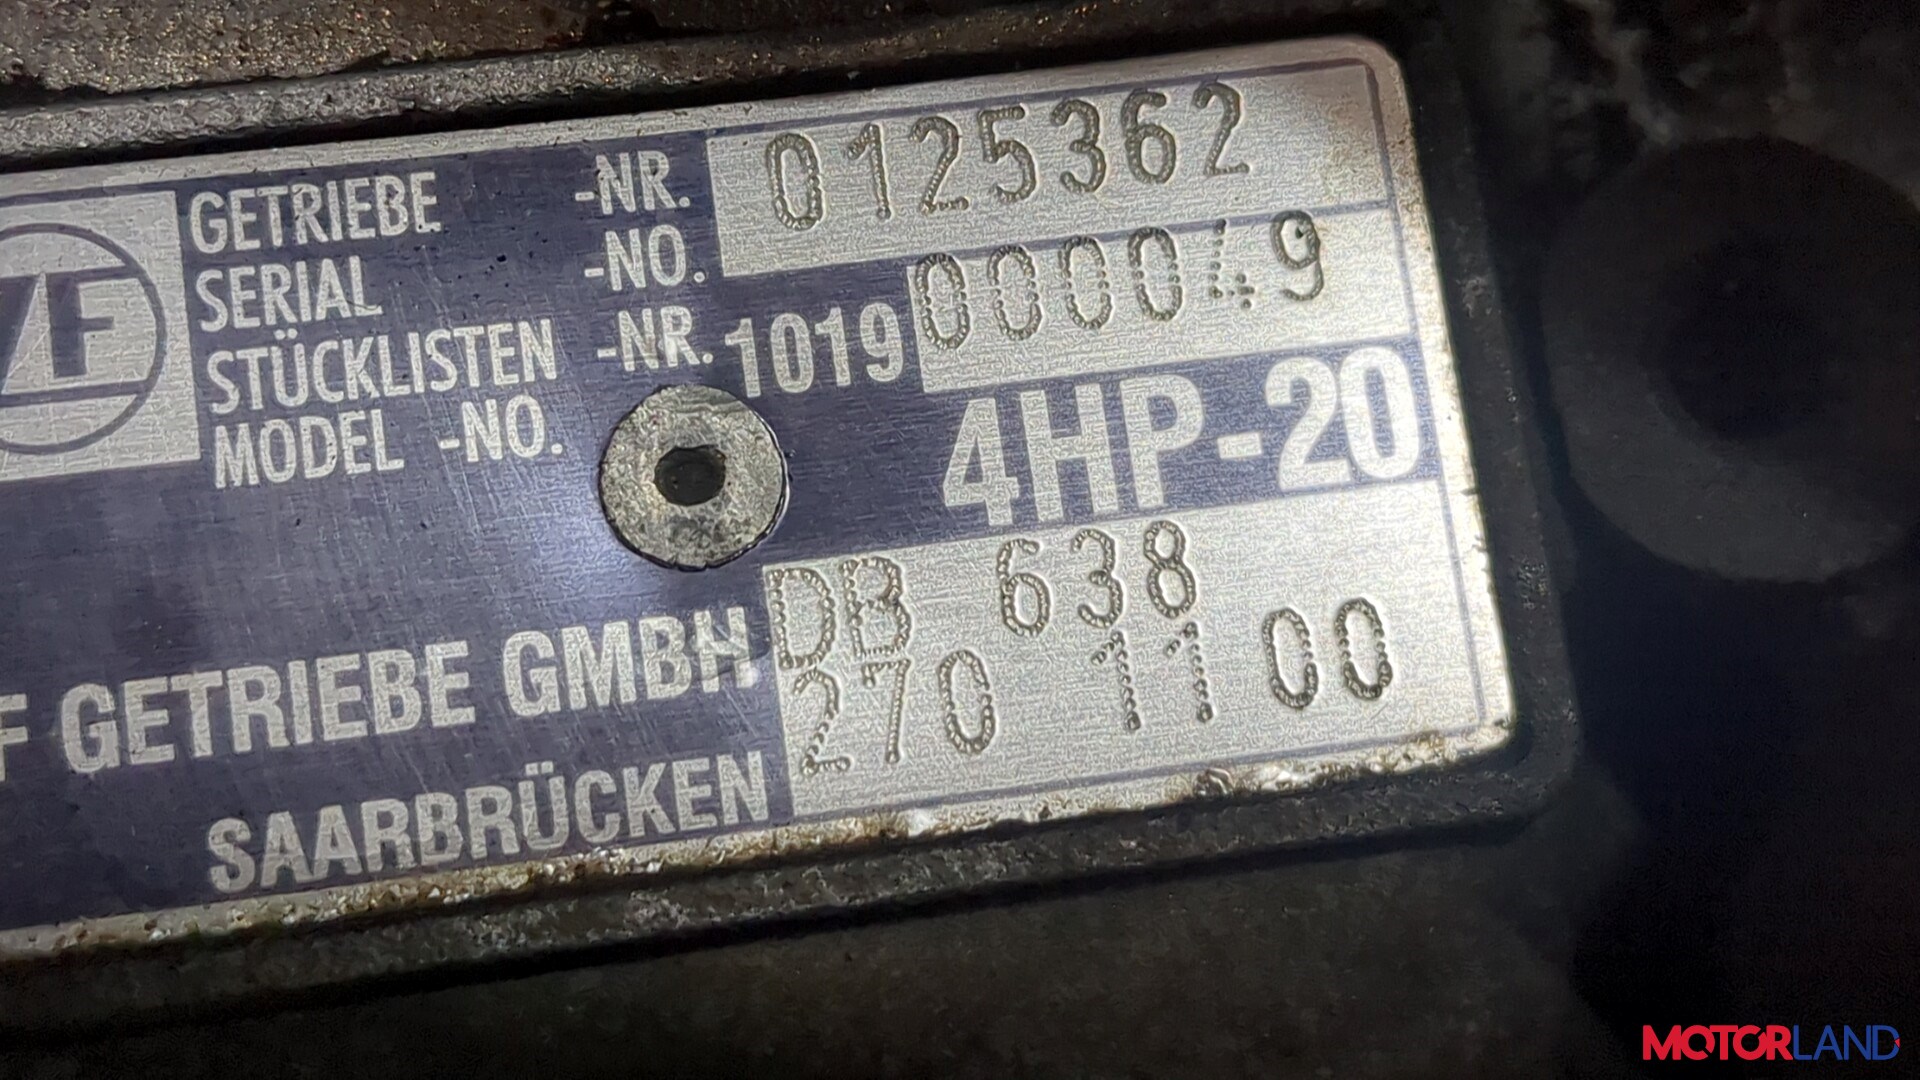 GETRIEBE -NR. 0125362
SERIAL -NO.
STÜCKLISTEN -NR. 1019 000049
MODEL -NO. 4HP-20
ZF
DB 638
F GETRIEBE GMBH 270 11 00
SAARBRÜCKEN
MOTORLAND